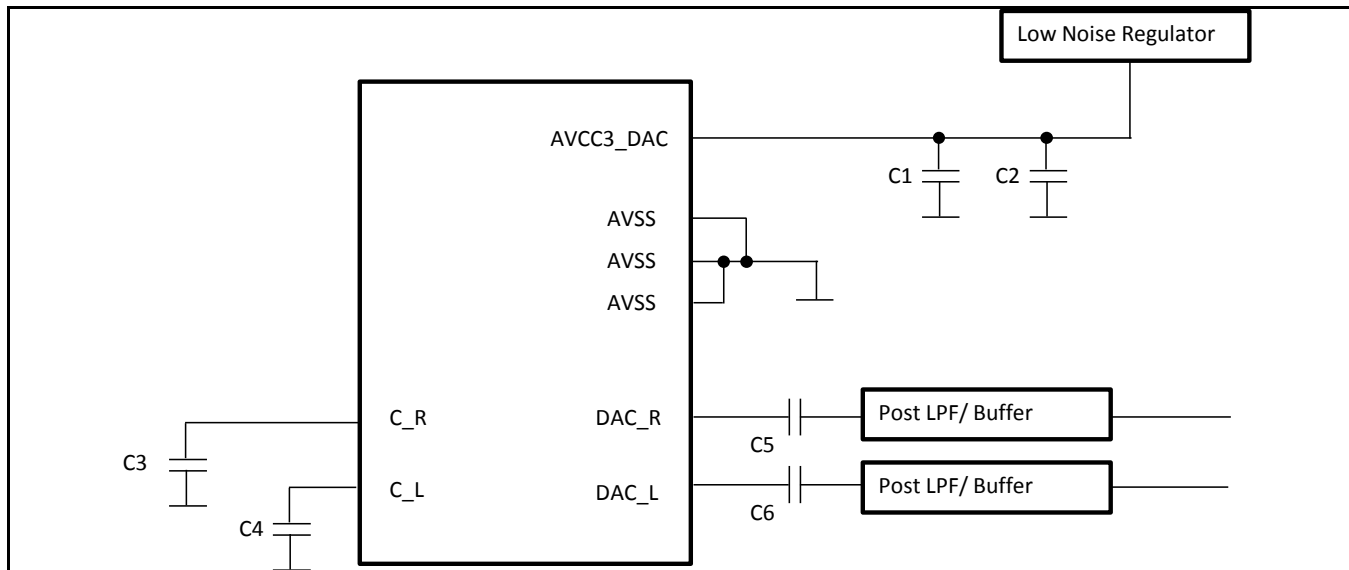 Low Noise Regulator
AVCC3_DAC
C1
C2
AVSS
AVSS
AVSS
C_R
DAC_R
Post LPF/ Buffer
C5
C3
C_L
DAC_L
Post LPF/ Buffer
C6
C4